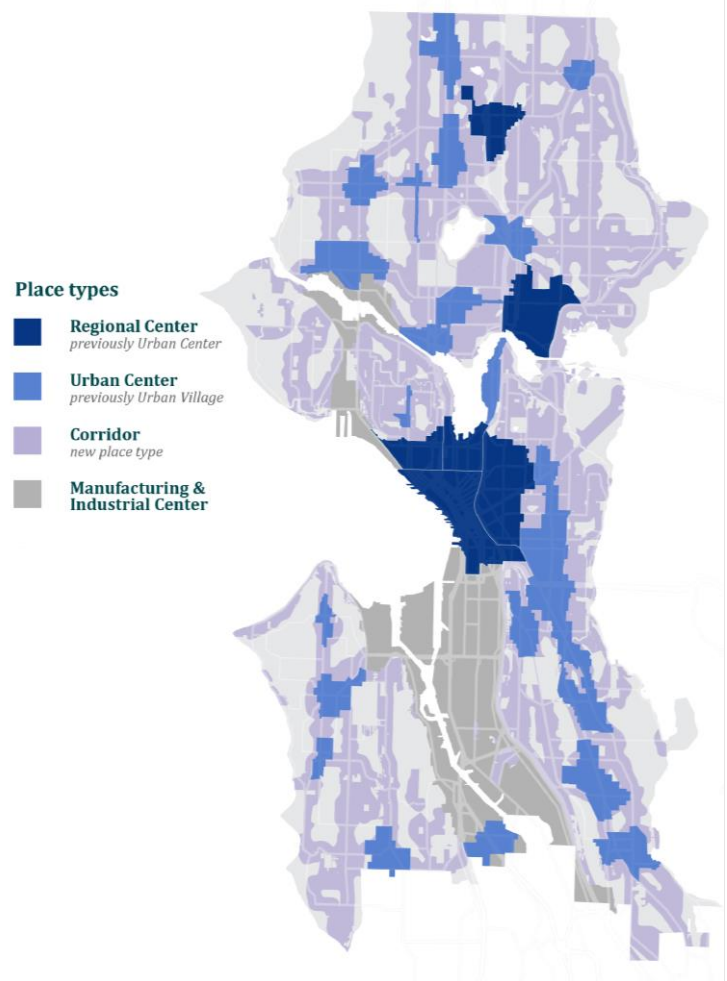 Place types
Regional Center
previously Urban Center
Urban Center
previously Urban Village
Corridor
new place type
Manufacturing &
Industrial Center